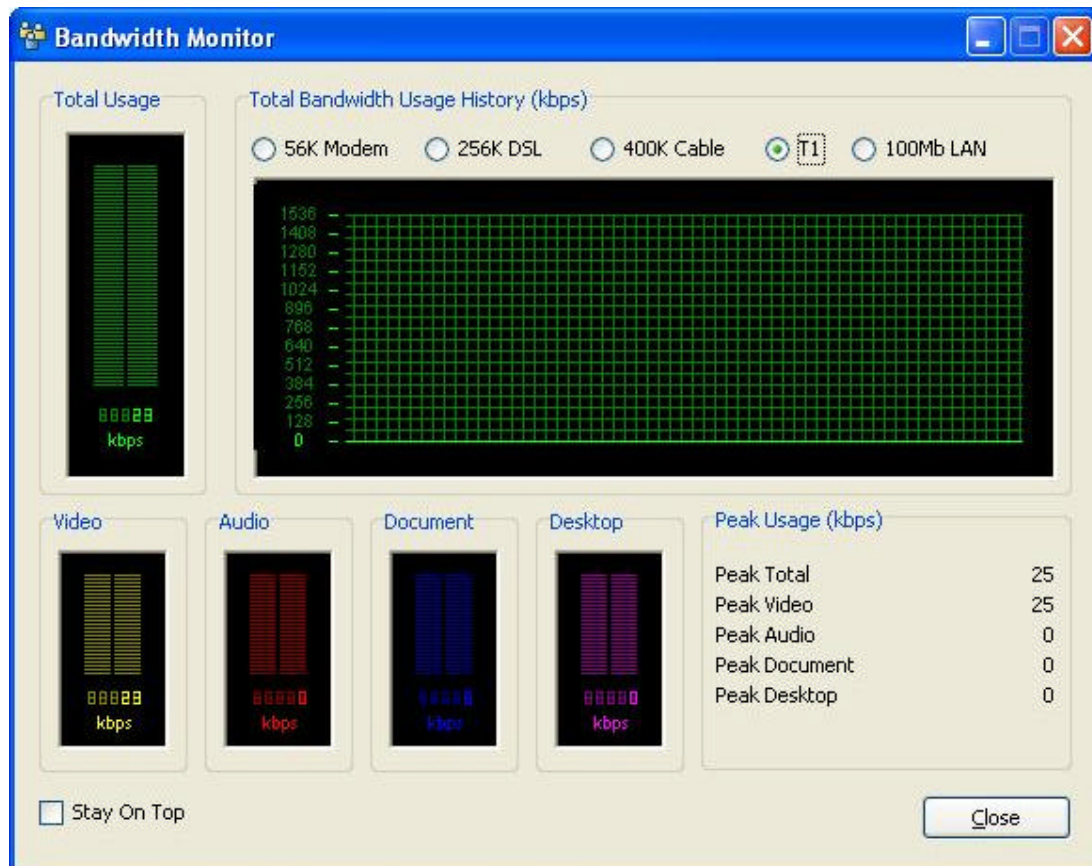 Bandwidth Monitor
Total Usage
23
kbps
Total Bandwidth Usage History (kbps)
56K Modem 256K DSL 400K Cable T1 100Mb LAN
1536
1408
1280
1152
1024
896
768
640
512
384
256
128
0
Video
23
kbps
Audio
0
kbps
Document
0
kbps
Desktop
0
kbps
Peak Usage (kbps)
Peak Total 25
Peak Video 25
Peak Audio 0
Peak Document 0
Peak Desktop 0
Stay On Top
Close